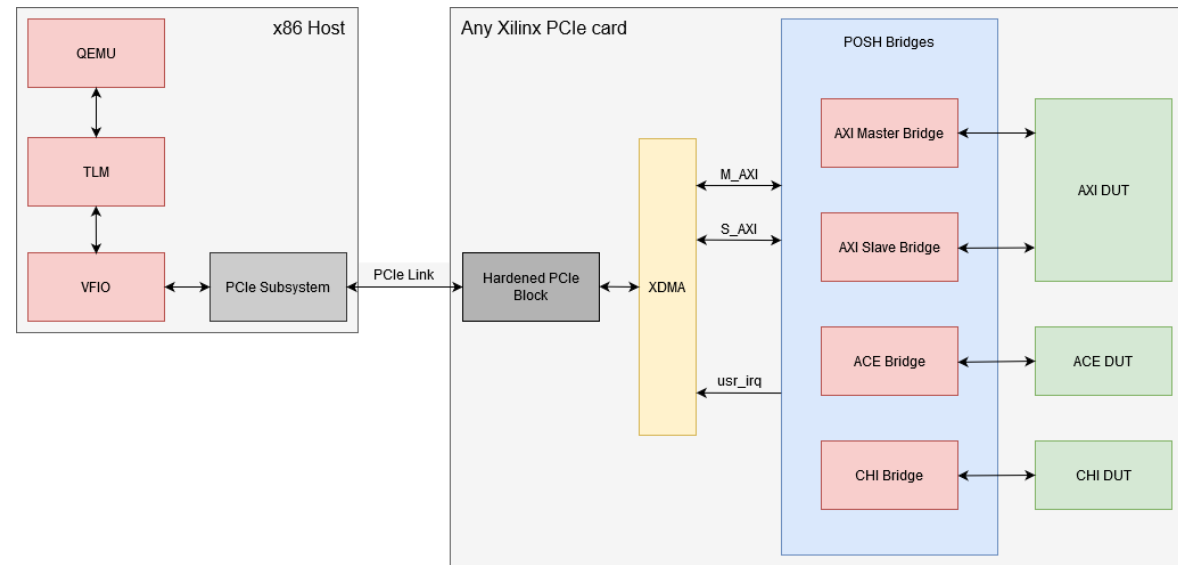 x86 Host
QEMU
TLM
VFIO
PCIe Subsystem
PCIe Link
Any Xilinx PCIe card
Hardened PCIe
Block
XDMA
M_AXI
S_AXI
usr_irq
POSH Bridges
AXI Master Bridge
AXI Slave Bridge
ACE Bridge
CHI Bridge
AXI DUT
ACE DUT
CHI DUT